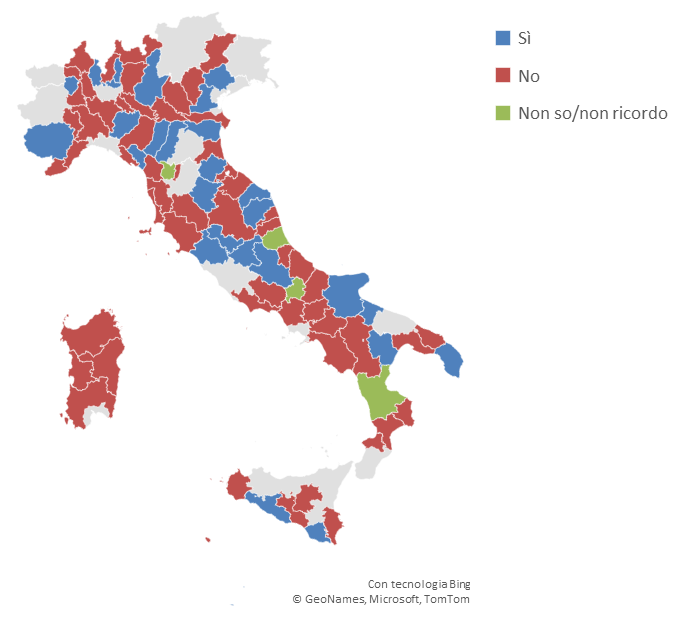 Sì
No
Non so/non ricordo
Con tecnologia Bing
© GeoNames, Microsoft, TomTom